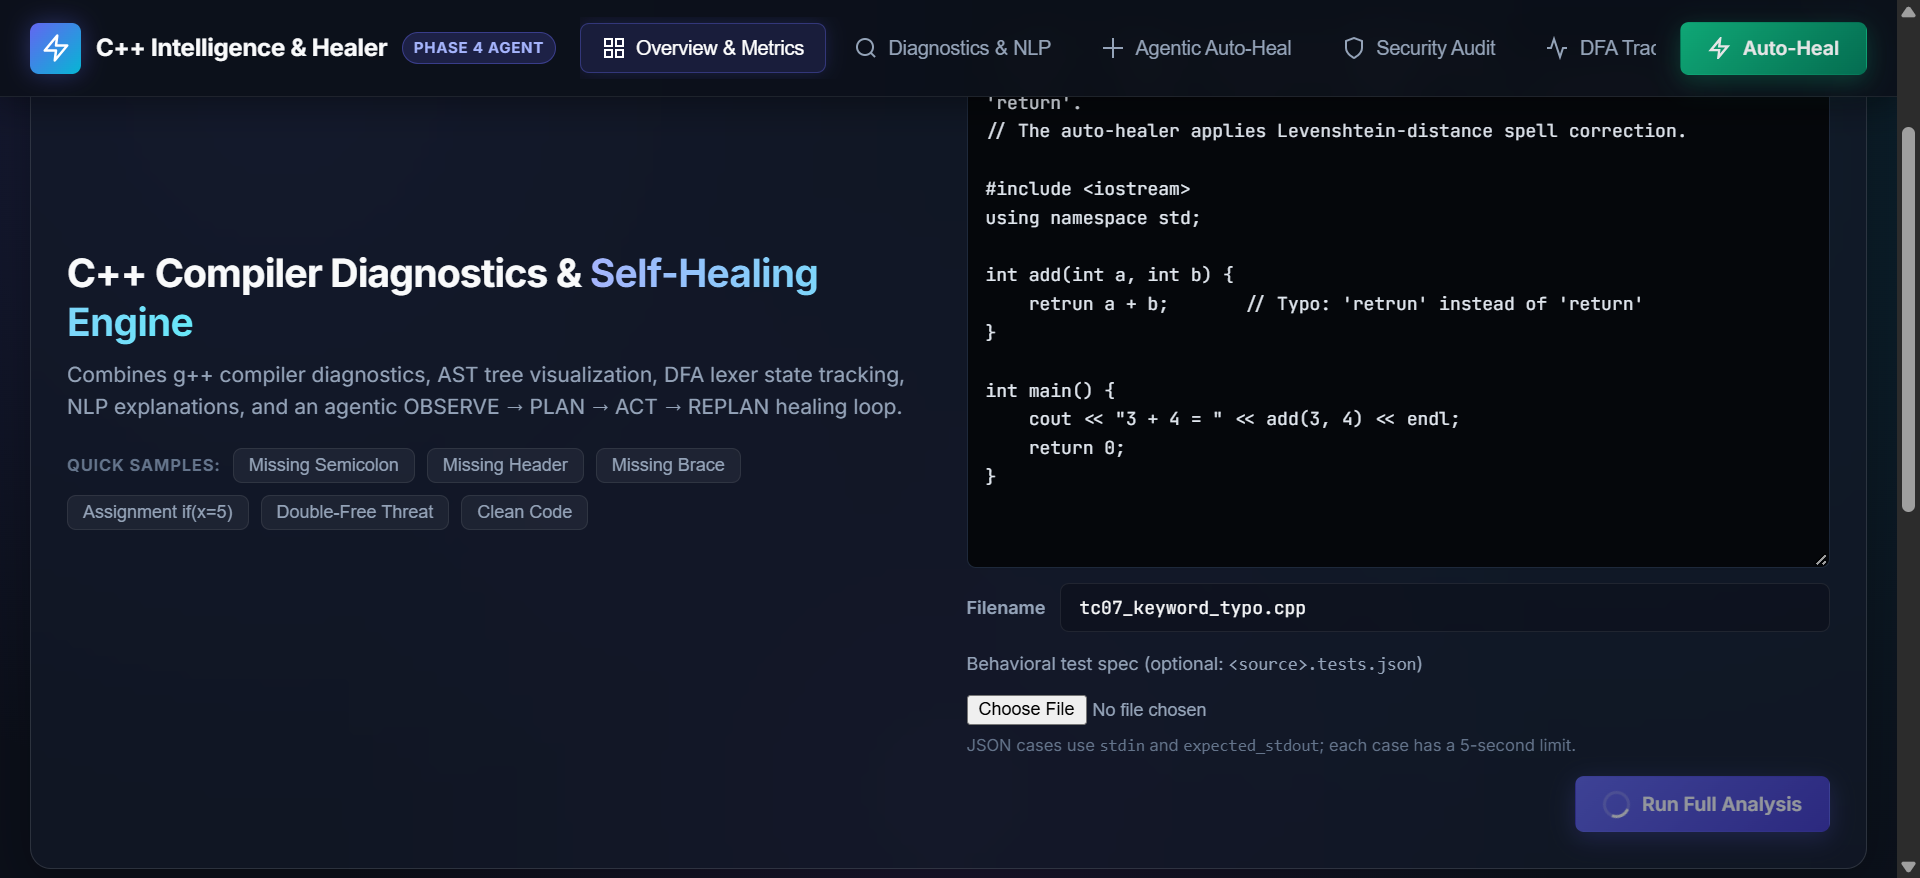 C++ Intelligence & Healer
PHASE 4 AGENT
Overview & Metrics
Diagnostics & NLP
Agentic Auto-Heal
Security Audit
DFA Trac
Auto-Heal
C++ Compiler Diagnostics & Self-Healing
Engine
Combines g++ compiler diagnostics, AST tree visualization, DFA lexer state tracking,
NLP explanations, and an agentic OBSERVE → PLAN → ACT → REPLAN healing loop.
QUICK SAMPLES:
Missing Semicolon
Missing Header
Missing Brace
Assignment if(x=5)
Double-Free Threat
Clean Code
'return'.
// The auto-healer applies Levenshtein-distance spell correction.
#include <iostream>
using namespace std;
int add(int a, int b) {
    retrun a + b;       // Typo: 'retrun' instead of 'return'
}
int main() {
    cout << "3 + 4 = " << add(3, 4) << endl;
    return 0;
}
Filename
tc07_keyword_typo.cpp
Behavioral test spec (optional: <source>.tests.json)
Choose File No file chosen
JSON cases use stdin and expected_stdout; each case has a 5-second limit.
Run Full Analysis